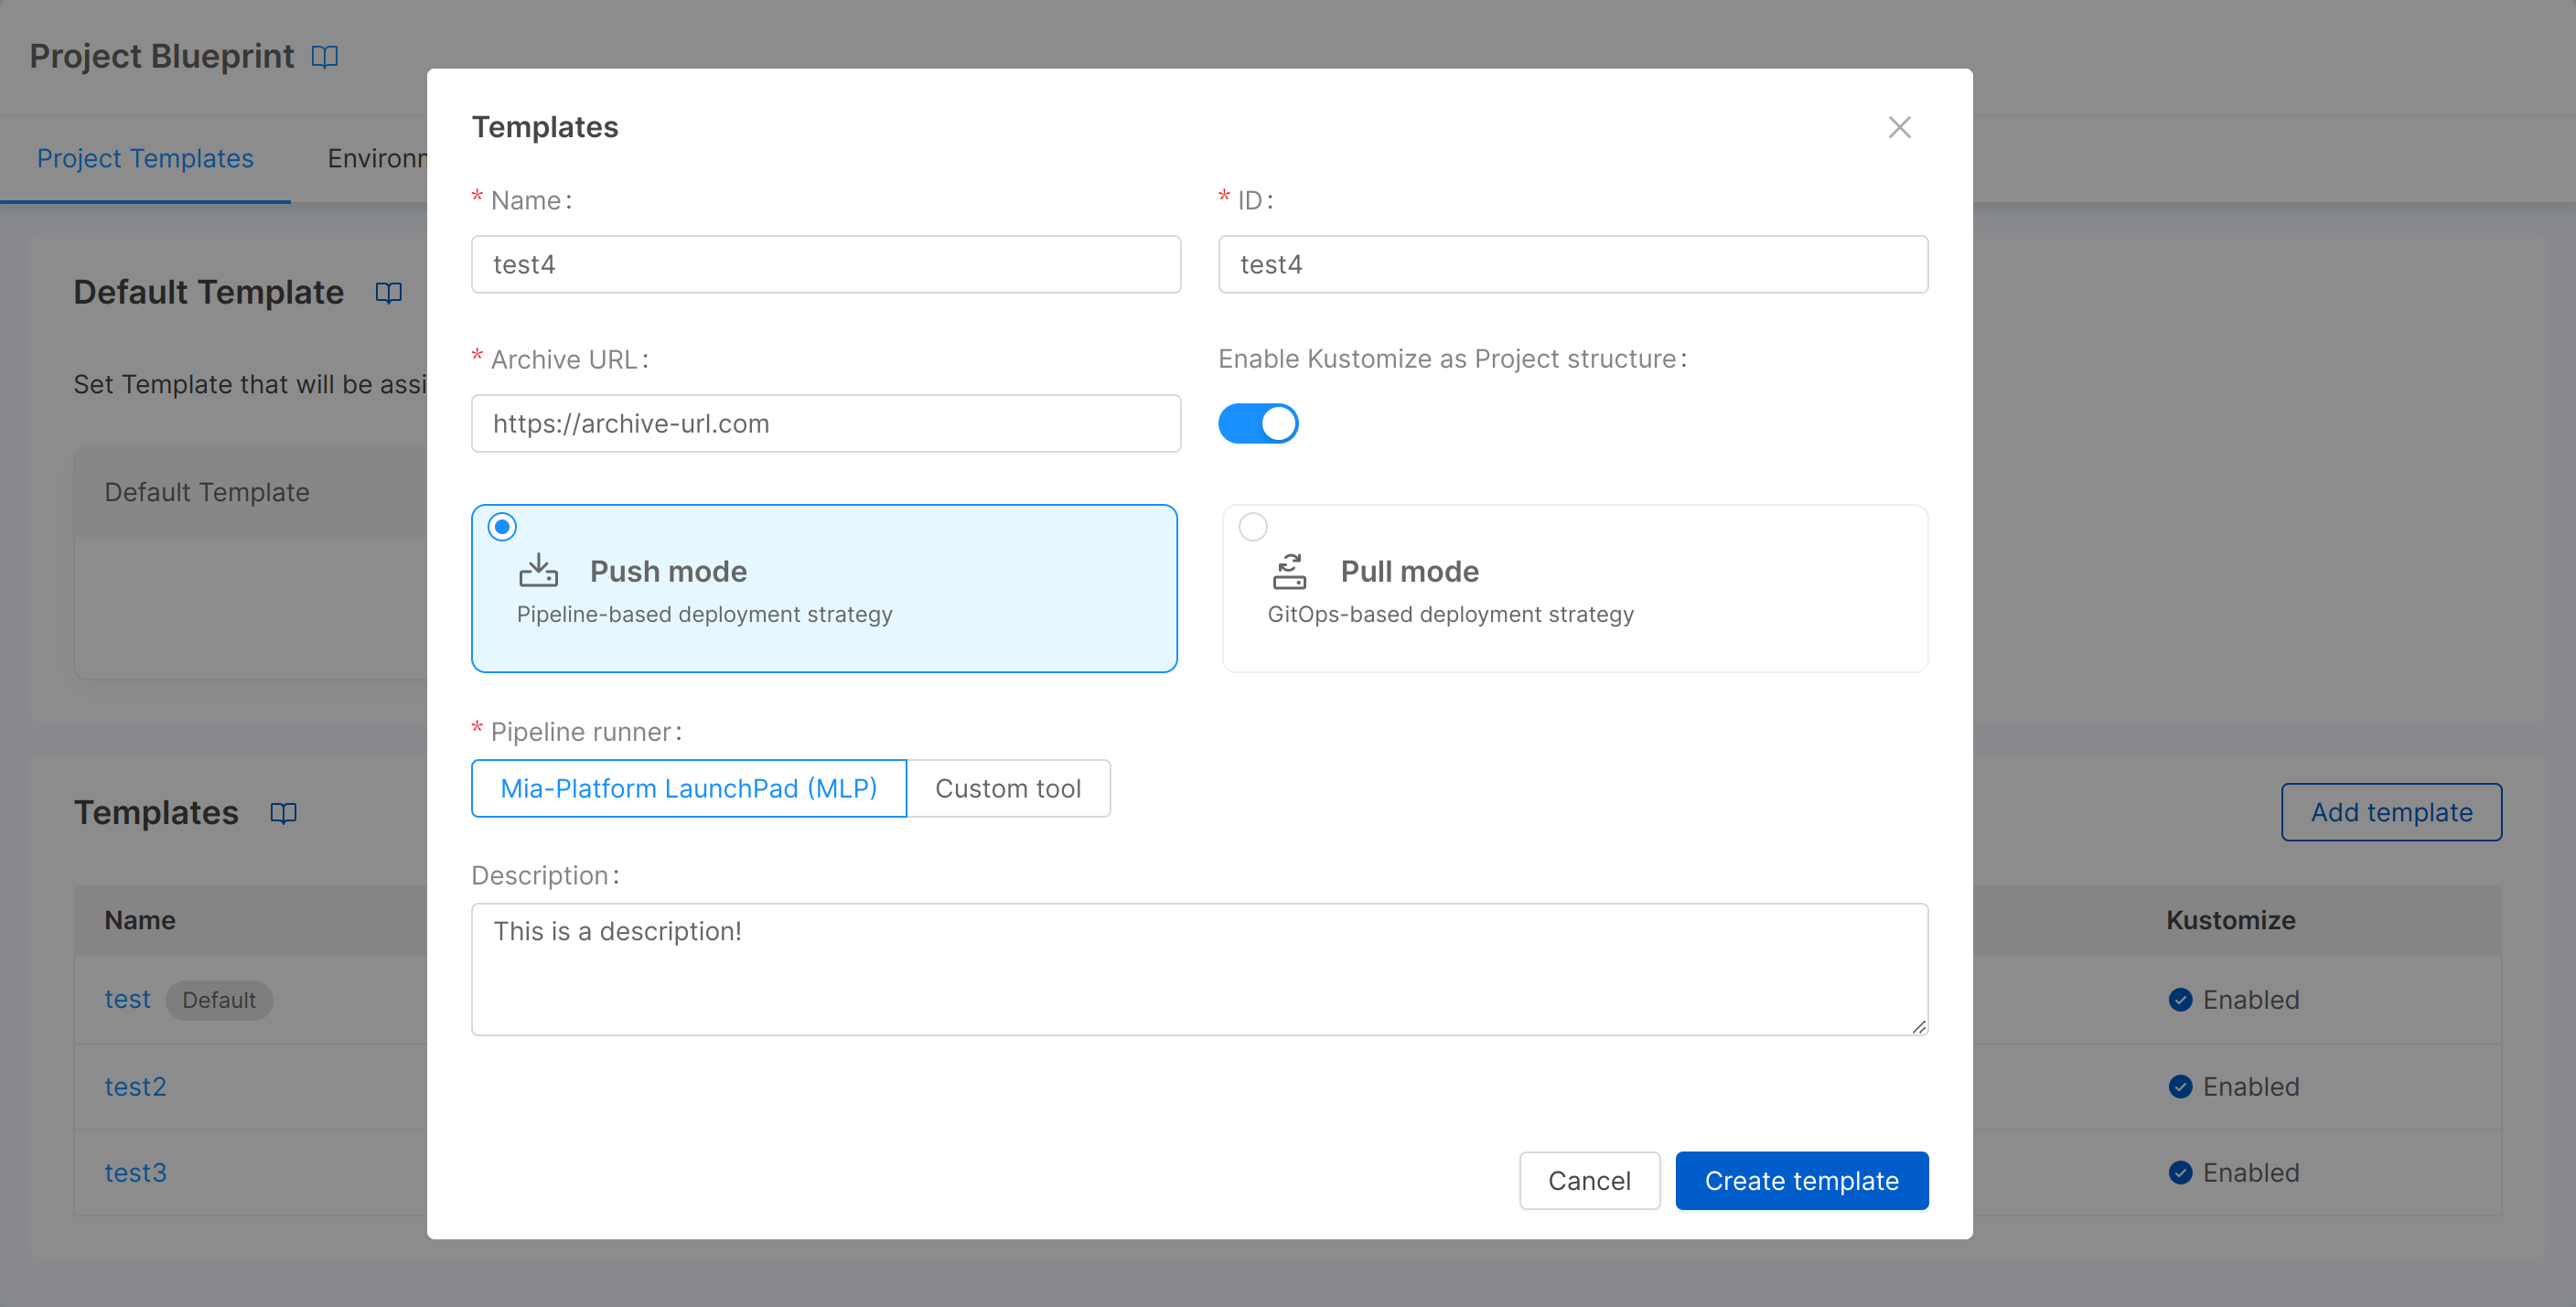 Project Blueprint
Project Templates
Environ
Default Template
Set Template that will be assi
Default Template
Templates
Add template
Name
Kustomize
test Default
Enabled
test2
Enabled
test3
Enabled
Templates
* Name:
* ID:
test4
test4
* Archive URL:
Enable Kustomize as Project structure:
https://archive-url.com
Push mode
Pipeline-based deployment strategy
Pull mode
GitOps-based deployment strategy
* Pipeline runner:
Mia-Platform LaunchPad (MLP)
Custom tool
Description:
This is a description!
Cancel
Create template